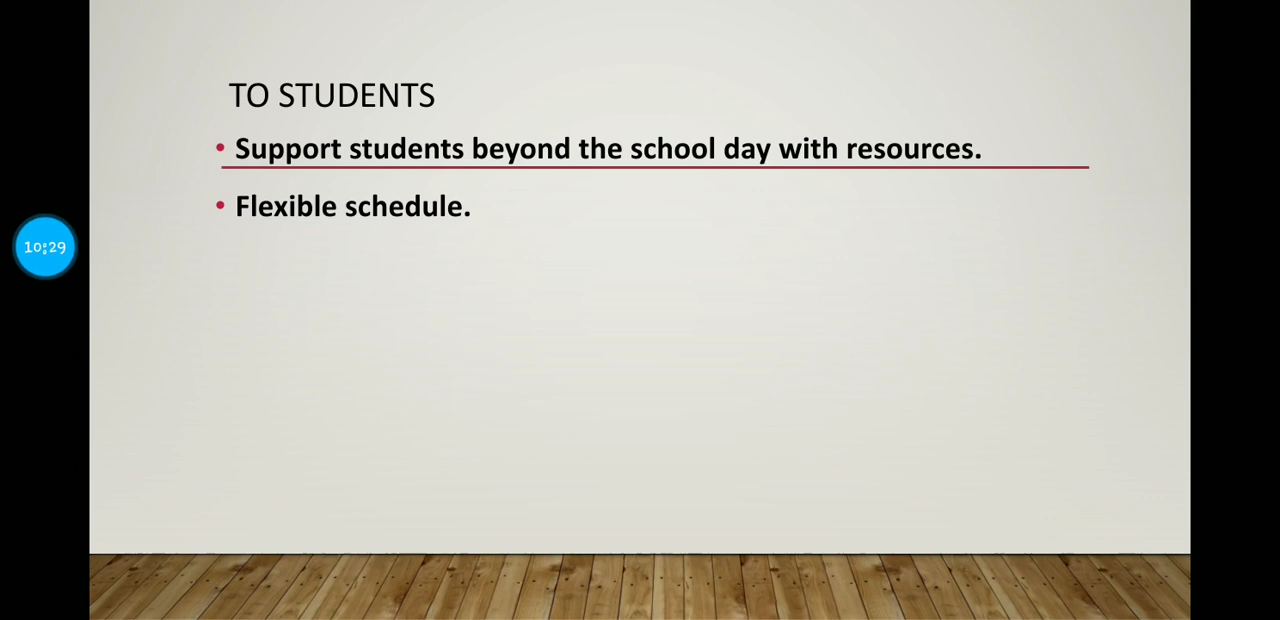 TO STUDENTS
• Support students beyond the school day with resources.
• Flexible schedule.
10:29